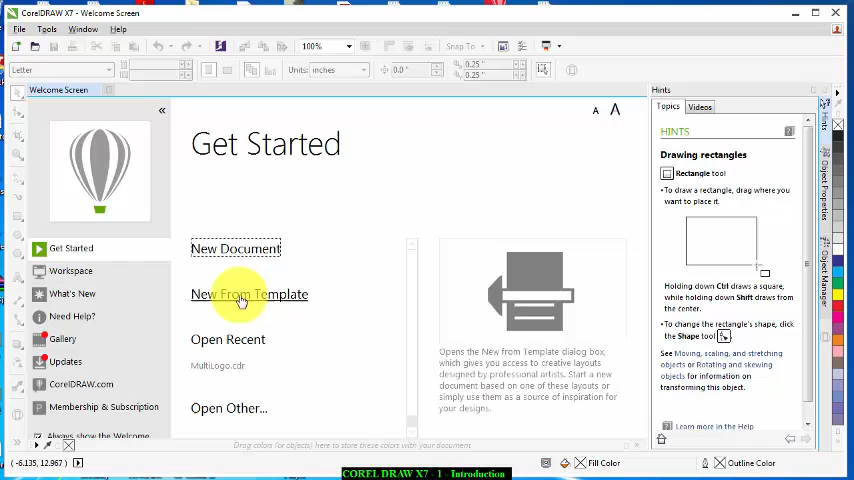 CorelDRAW X7 - Welcome Screen
File Tools Window Help
100% Snap To
Letter Units: inches 0.0 ° 0.25 " 0.25 "
Welcome Screen
Hints
Topics Videos
HINTS
Drawing rectangles
Rectangle tool
To draw a rectangle, drag where you want to place it.
Holding down Ctrl draws a square, while holding down Shift draws from the center.
To change the rectangle's shape, click the Shape tool
See Moving, scaling, and stretching objects or Rotating and skewing objects for information on transforming this object.
Learn more in the Help
Hints
Object Properties
Object Manager
A A
Get Started
Get Started
Workspace
What's New
Need Help?
Gallery
Updates
CorelDRAW.com
Membership & Subscription
Always show the Welcome
New Document
New From Template
Open Recent
MultiLogo.cdr
Open Other...
Opens the New from Template dialog box,
which gives you access to creative layouts
designed by professional artists. Start a new
document based on one of these layouts or
simply use them as a source of inspiration for
your designs.
Drag colors (or objects) here to store these colors with your document
(-6.135, 12.967)
Fill Color
Outline Color
COREL DRAW X7 - 1 - Introduction